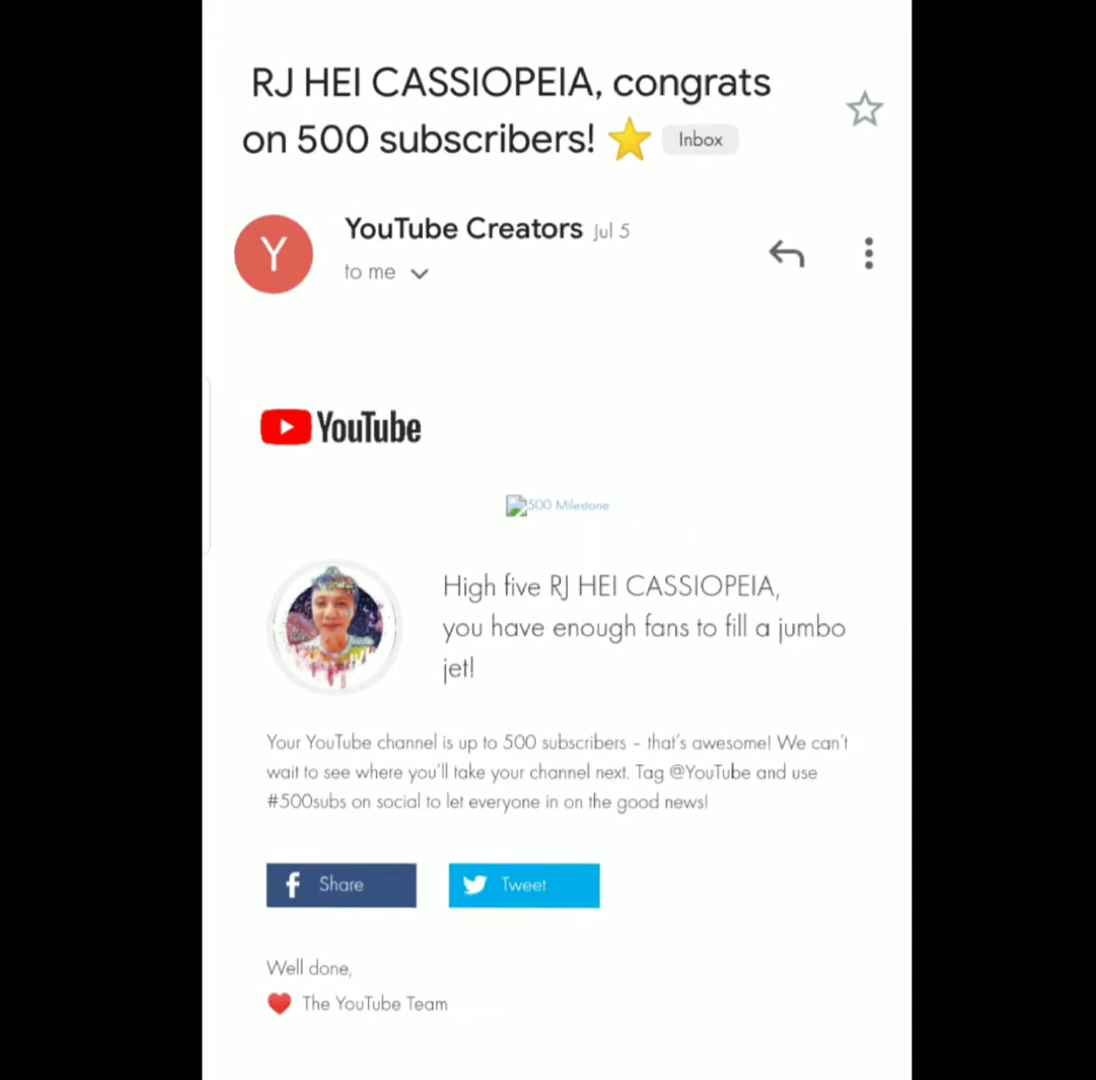 RJ HEI CASSIOPEIA, congrats
on 500 subscribers! ⭐ Inbox
YouTube Creators Jul 5
Y
to me
YouTube
500 Milestone
High five RJ HEI CASSIOPEIA,
you have enough fans to fill a jumbo
jet!
Your YouTube channel is up to 500 subscribers – that's awesome! We can't
wait to see where you'll take your channel next. Tag @YouTube and use
#500subs on social to let everyone in on the good news!
f Share Tweet
Well done,
❤️ The YouTube Team